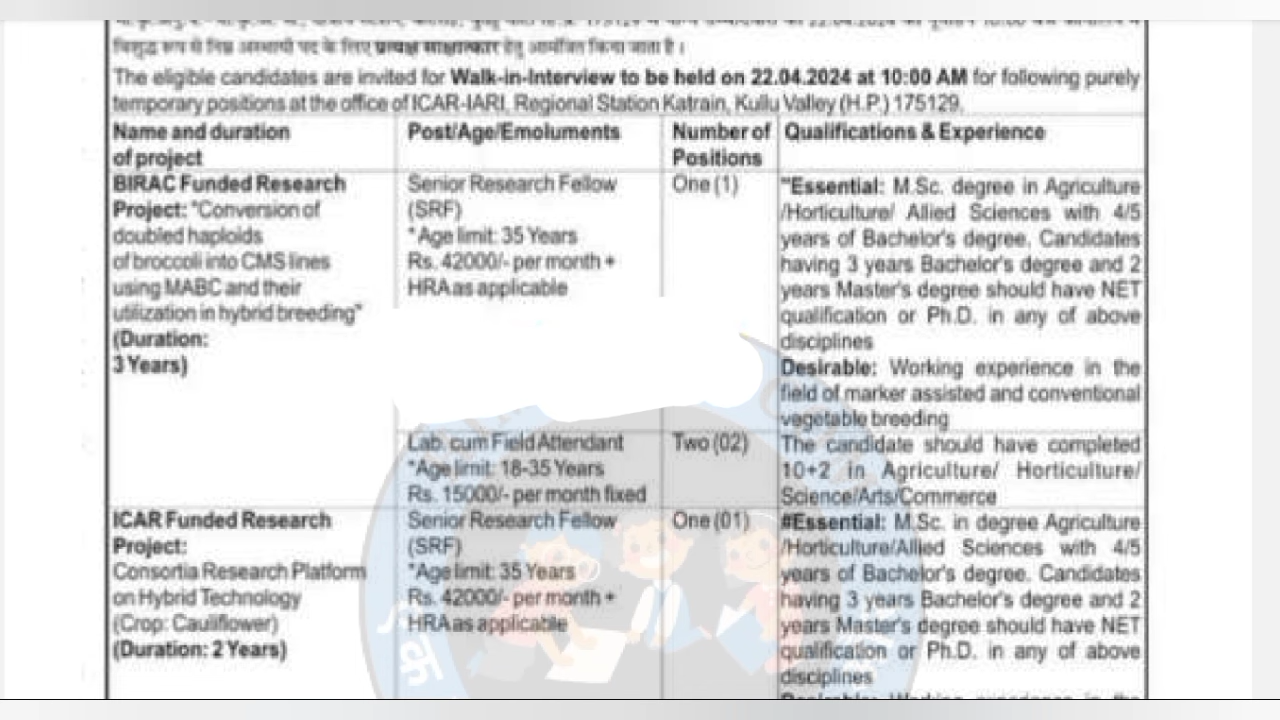 विशुद्ध रूप से निम्न अस्थायी पद के लिए प्रत्यक्ष साक्षात्कार हेतु आमंत्रित किया जाता है।
The eligible candidates are invited for Walk-in-Interview to be held on 22.04.2024 at 10:00 AM for following purely
temporary positions at the office of ICAR-IARI, Regional Station Katrain, Kullu Valley (H.P.) 175129.
Name and duration
of project
Post/Age/Emoluments
Number of
Positions
Qualifications & Experience
BIRAC Funded Research
Project: "Conversion of
doubled haploids
of broccoli into CMS lines
using MABC and their
utilization in hybrid breeding"
(Duration:
3 Years)
Senior Research Fellow
(SRF)
*Age limit: 35 Years
Rs. 42000/- per month +
HRA as applicable
One (1)
"Essential: M.Sc. degree in Agriculture
/Horticulture/ Allied Sciences with 4/5
years of Bachelor's degree. Candidates
having 3 years Bachelor's degree and 2
years Master's degree should have NET
qualification or Ph.D. in any of above
disciplines
Desirable: Working experience in the
field of marker assisted and conventional
vegetable breeding
Lab. cum Field Attendant
*Age limit: 18-35 Years
Rs. 15000/- per month fixed
Two (02)
The candidate should have completed
10+2 in Agriculture/ Horticulture/
Science/Arts/Commerce
ICAR Funded Research
Project:
Consortia Research Platform
on Hybrid Technology
(Crop: Cauliflower)
(Duration: 2 Years)
Senior Research Fellow
(SRF)
*Age limit: 35 Years
Rs. 42000/- per month +
HRA as applicable
One (01)
#Essential: M.Sc. in degree Agriculture
/Horticulture/Allied Sciences with 4/5
years of Bachelor's degree. Candidates
having 3 years Bachelor's degree and 2
years Master's degree should have NET
qualification or Ph.D. in any of above
disciplines